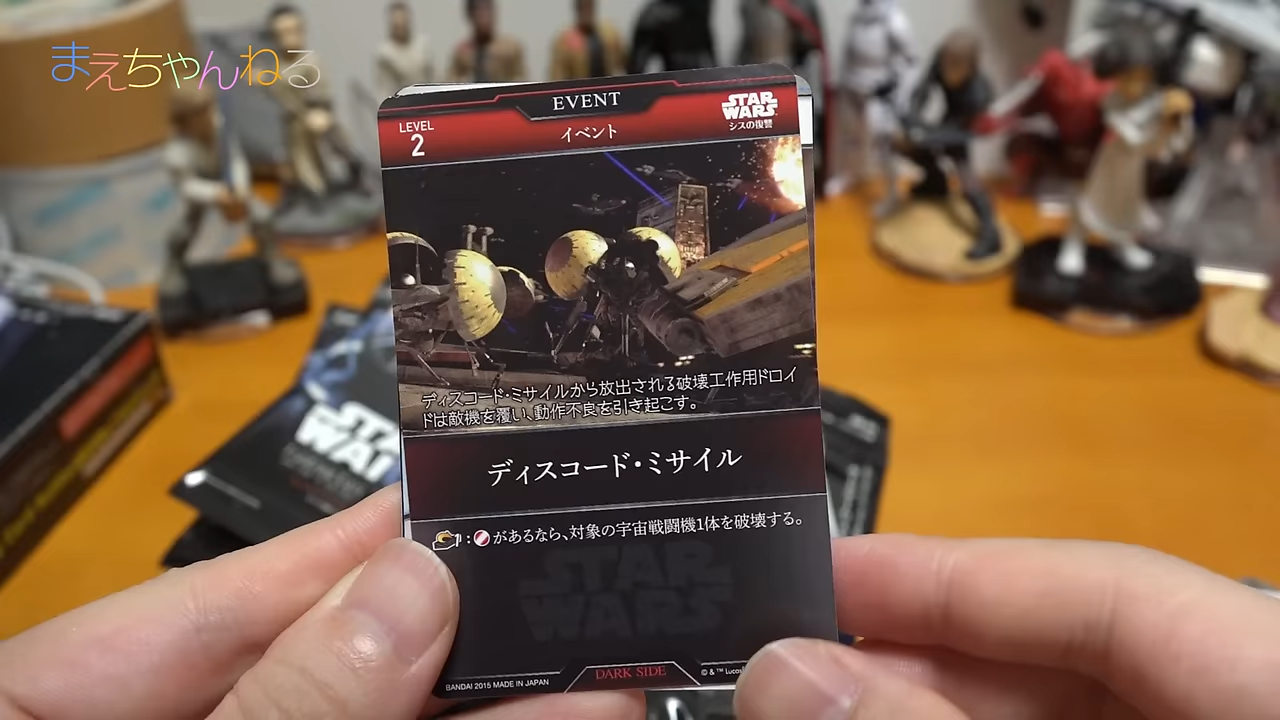 まえちゃんねる
EVENT
LEVEL
2
イベント
STAR
WARS
シスの復讐
ディスコード・ミサイルから放出される破壊工作用ドロイ
ドは敵機を覆い、動作不良を引き起こす。
ディスコード・ミサイル
:があるなら、対象の宇宙戦闘機1体を破壊する。
STAR
WARS
DARK SIDE
BANDAI 2015 MADE IN JAPAN
© & ™